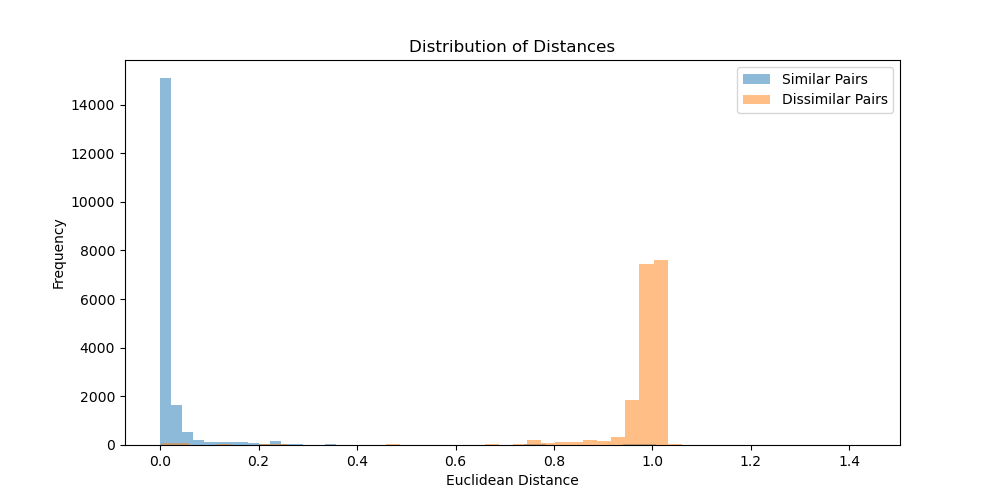 Distribution of Distances
Similar Pairs
Dissimilar Pairs
Frequency
14000
12000
10000
8000
6000
4000
2000
0
0.0 0.2 0.4 0.6 0.8 1.0 1.2 1.4
Euclidean Distance